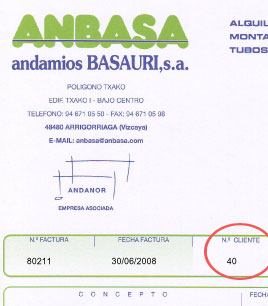 ANBASA
andamios BASAURI,s.a.
ALQUIL
MONTA
TUBOS
POLIGONO TXAKO
EDIF. TXAKO I - BAJO CENTRO
TELEFONO: 94 671 05 50 - FAX: 94 671 05 98
48480 ARRIGORRIAGA (Vizcaya)
E-MAIL: anbasa@anbasa.com
ANDANOR
EMPRESA ASOCIADA
N.º FACTURA FECHA FACTURA N.º CLIENTE
80211 30/06/2008 40
CONCEPTO FECHA